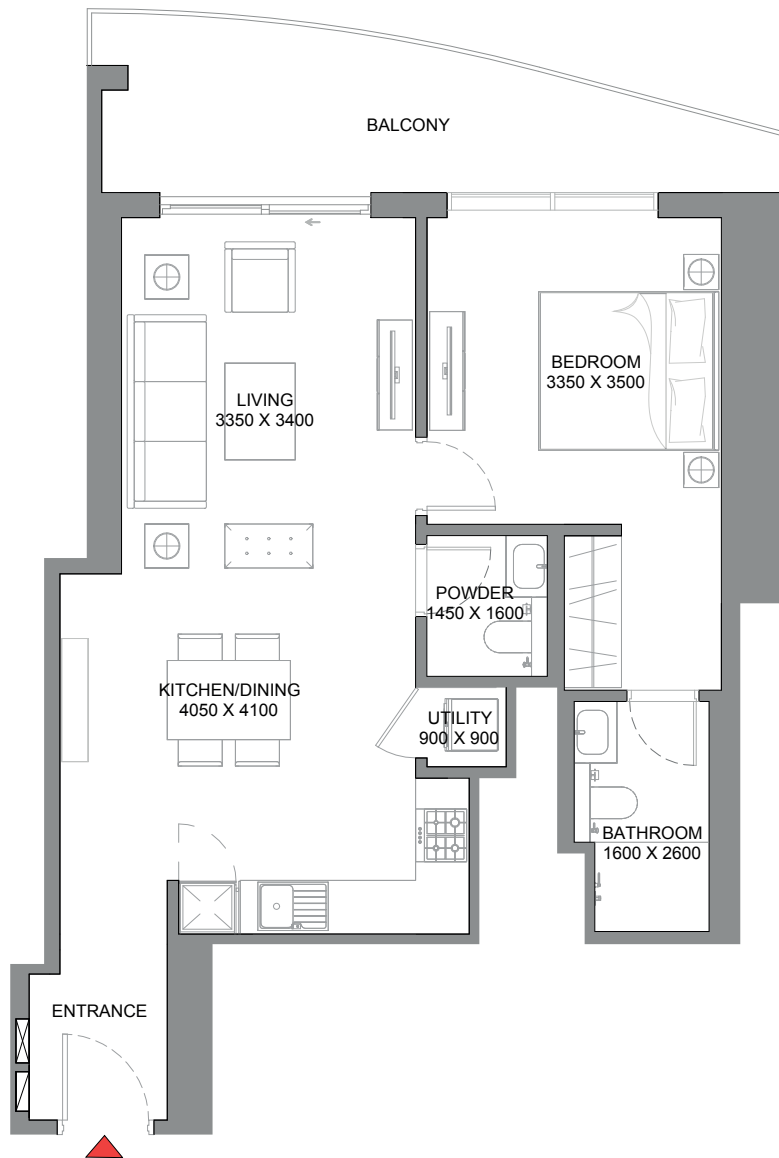 BALCONY
BEDROOM
3350 X 3500
LIVING
3350 X 3400
POWDER
1450 X 1600
KITCHEN/DINING
4050 X 4100
UTILITY
900 X 900
BATHROOM
1600 X 2600
ENTRANCE